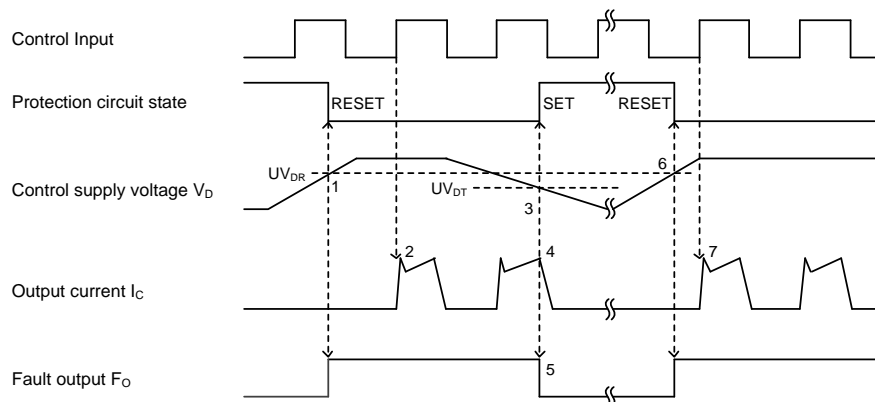 Control Input
Protection circuit state
RESET
SET
RESET
Control supply voltage VD
UVDR
1
UVDT
3
6
Output current IC
2
4
7
Fault output FO
5